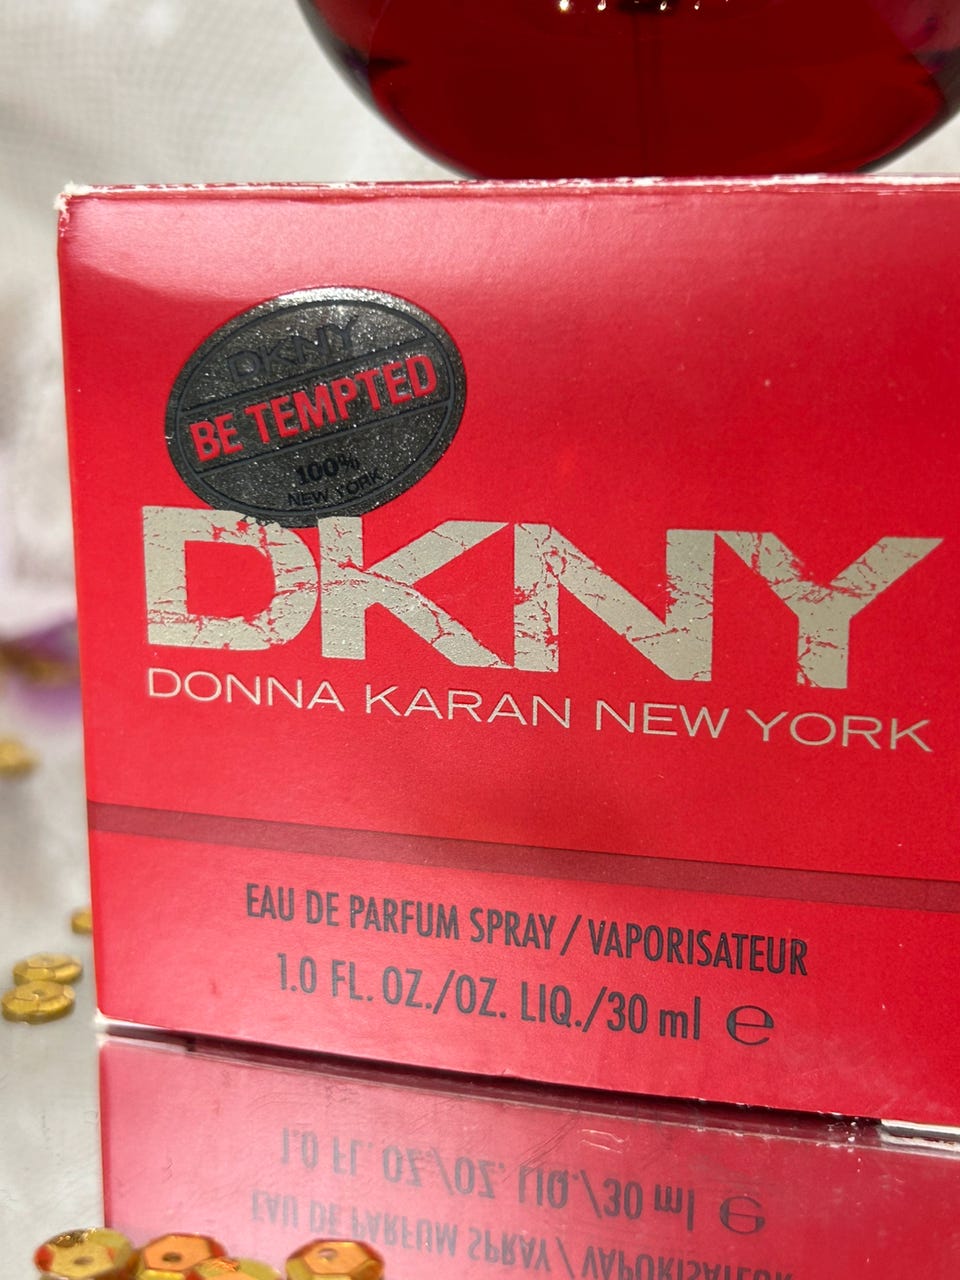 DKNY
BE TEMPTED
100%
NEW YORK
DKNY
DONNA KARAN NEW YORK
EAU DE PARFUM SPRAY / VAPORISATEUR
1.0 FL. OZ./OZ. LIQ./30 ml ℮